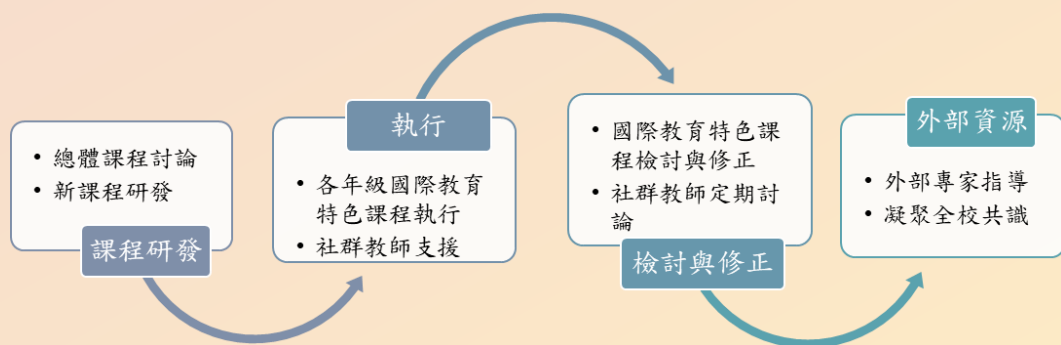 • 總體課程討論
• 新課程研發
課程研發
執行
• 各年級國際教育
特色課程執行
• 社群教師支援
• 國際教育特色課
程檢討與修正
• 社群教師定期討
論
檢討與修正
外部資源
• 外部專家指導
• 凝聚全校共識